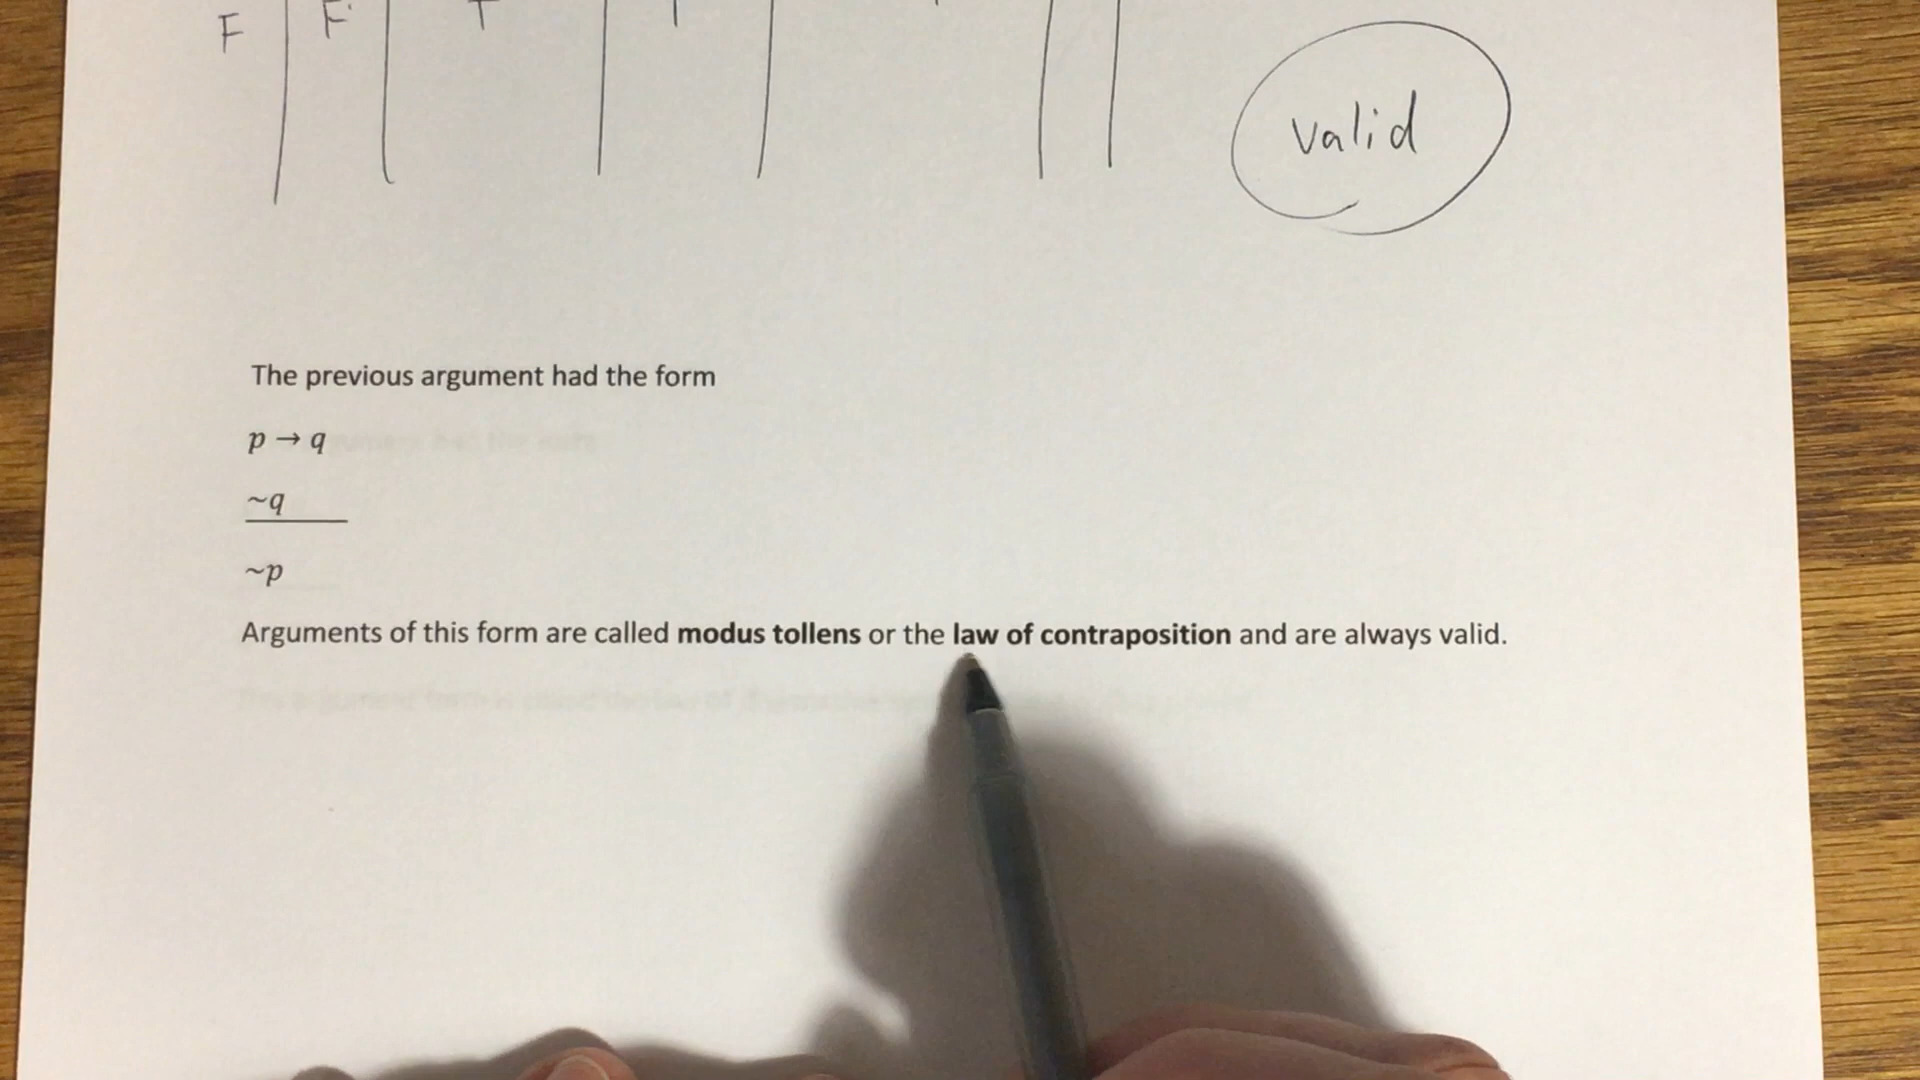 F F T
valid
The previous argument had the form
p → q
~q
~p
Arguments of this form are called modus tollens or the law of contraposition and are always valid.